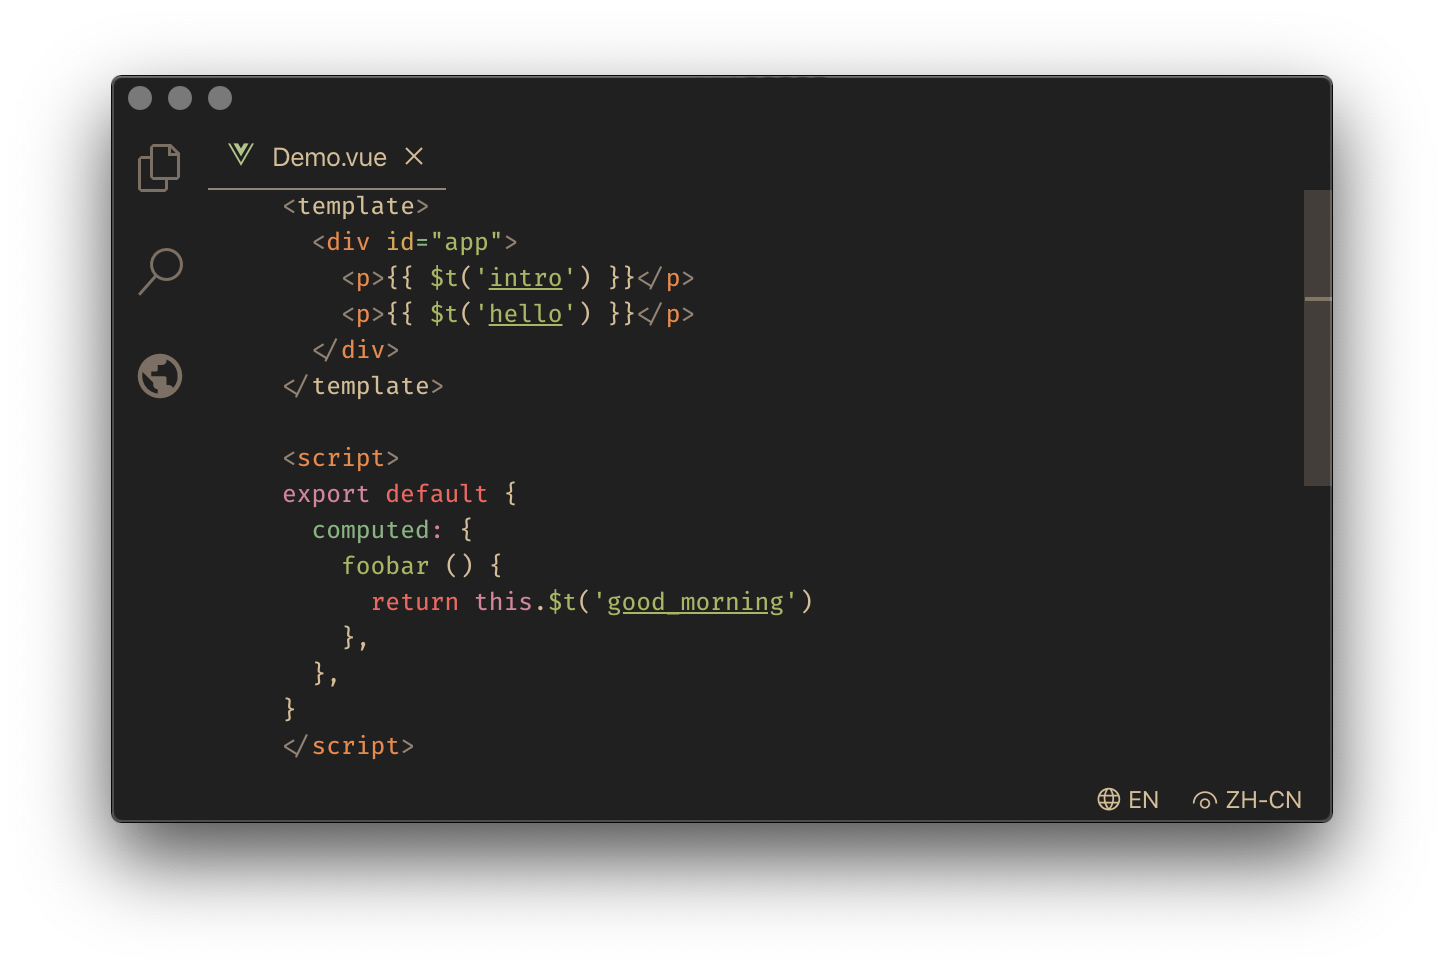 Demo.vue
<template>
  <div id="app">
    <p>{{ $t('intro') }}</p>
    <p>{{ $t('hello') }}</p>
  </div>
</template>

<script>
export default {
  computed: {
    foobar () {
      return this.$t('good_morning')
    },
  },
}
</script>
EN ZH-CN